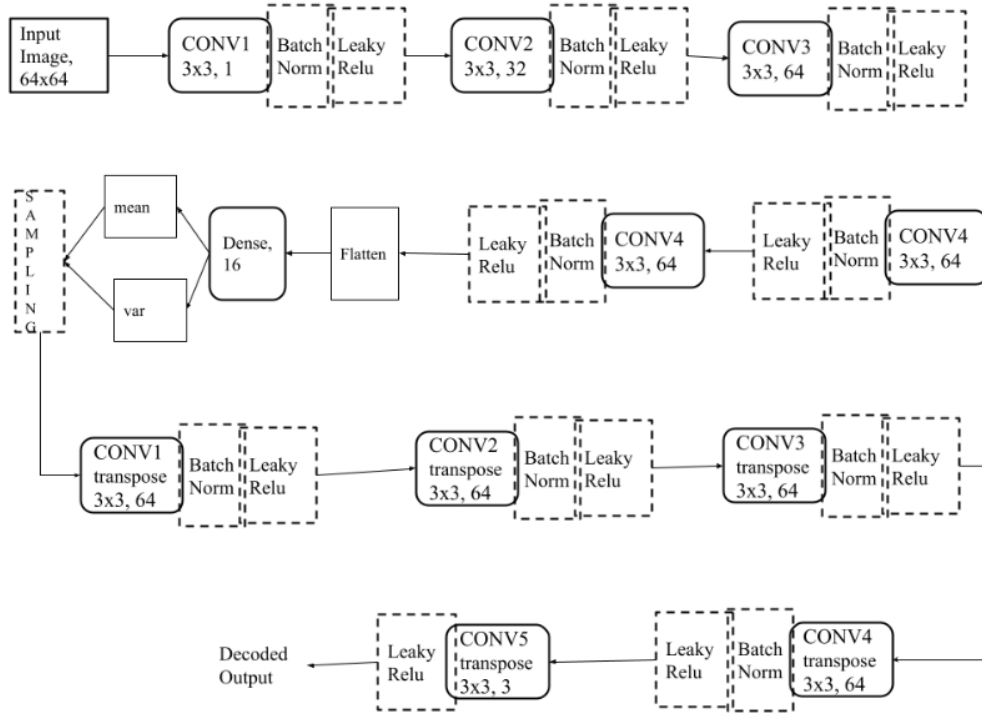 Input
Image,
64x64
CONV1
3x3, 1
Batch
Norm
Leaky
Relu
CONV2
3x3, 32
Batch
Norm
Leaky
Relu
CONV3
3x3, 64
Batch
Norm
Leaky
Relu
SAMPLING
mean
var
Dense,
16
Flatten
Leaky
Relu
Batch
Norm
CONV4
3x3, 64
Leaky
Relu
Batch
Norm
CONV4
3x3, 64
CONV1
transpose
3x3, 64
Batch
Norm
Leaky
Relu
CONV2
transpose
3x3, 64
Batch
Norm
Leaky
Relu
CONV3
transpose
3x3, 64
Batch
Norm
Leaky
Relu
Decoded
Output
Leaky
Relu
CONV5
transpose
3x3, 3
Leaky
Relu
Batch
Norm
CONV4
transpose
3x3, 64